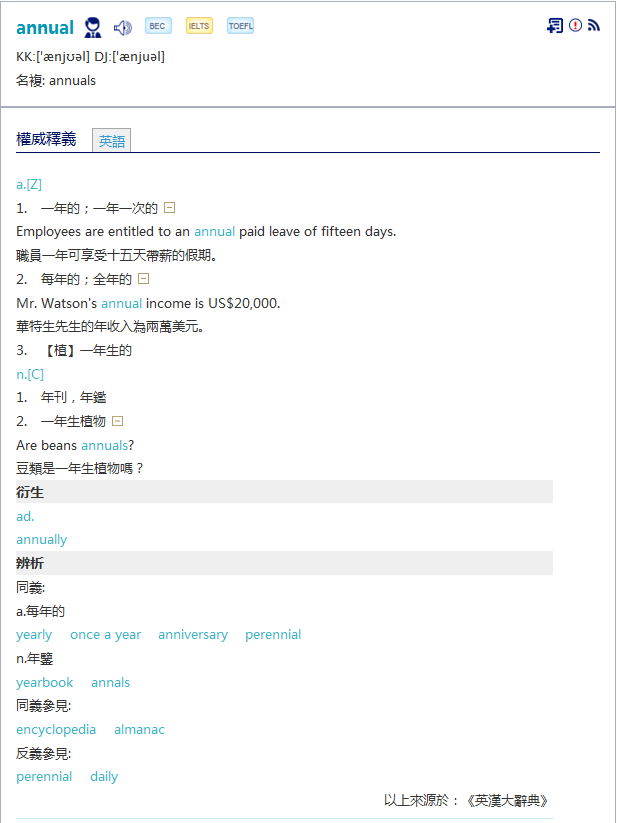 annual BEC IELTS TOEFL
KK:[ˋænjʊəl] DJ:[ˋænjuəl]
名複: annuals
權威釋義 英語
a.[Z]
1. 一年的；一年一次的
Employees are entitled to an annual paid leave of fifteen days.
職員一年可享受十五天帶薪的假期。
2. 每年的；全年的
Mr. Watson's annual income is US$20,000.
華特生先生的年收入為兩萬美元。
3. 【植】一年生的
n.[C]
1. 年刊，年鑑
2. 一年生植物
Are beans annuals?
豆類是一年生植物嗎？
衍生
ad.
annually
辨析
同義:
a.每年的
yearly once a year anniversary perennial
n.年鑒
yearbook annals
同義參見:
encyclopedia almanac
反義參見:
perennial daily
以上來源於：《英漢大辭典》